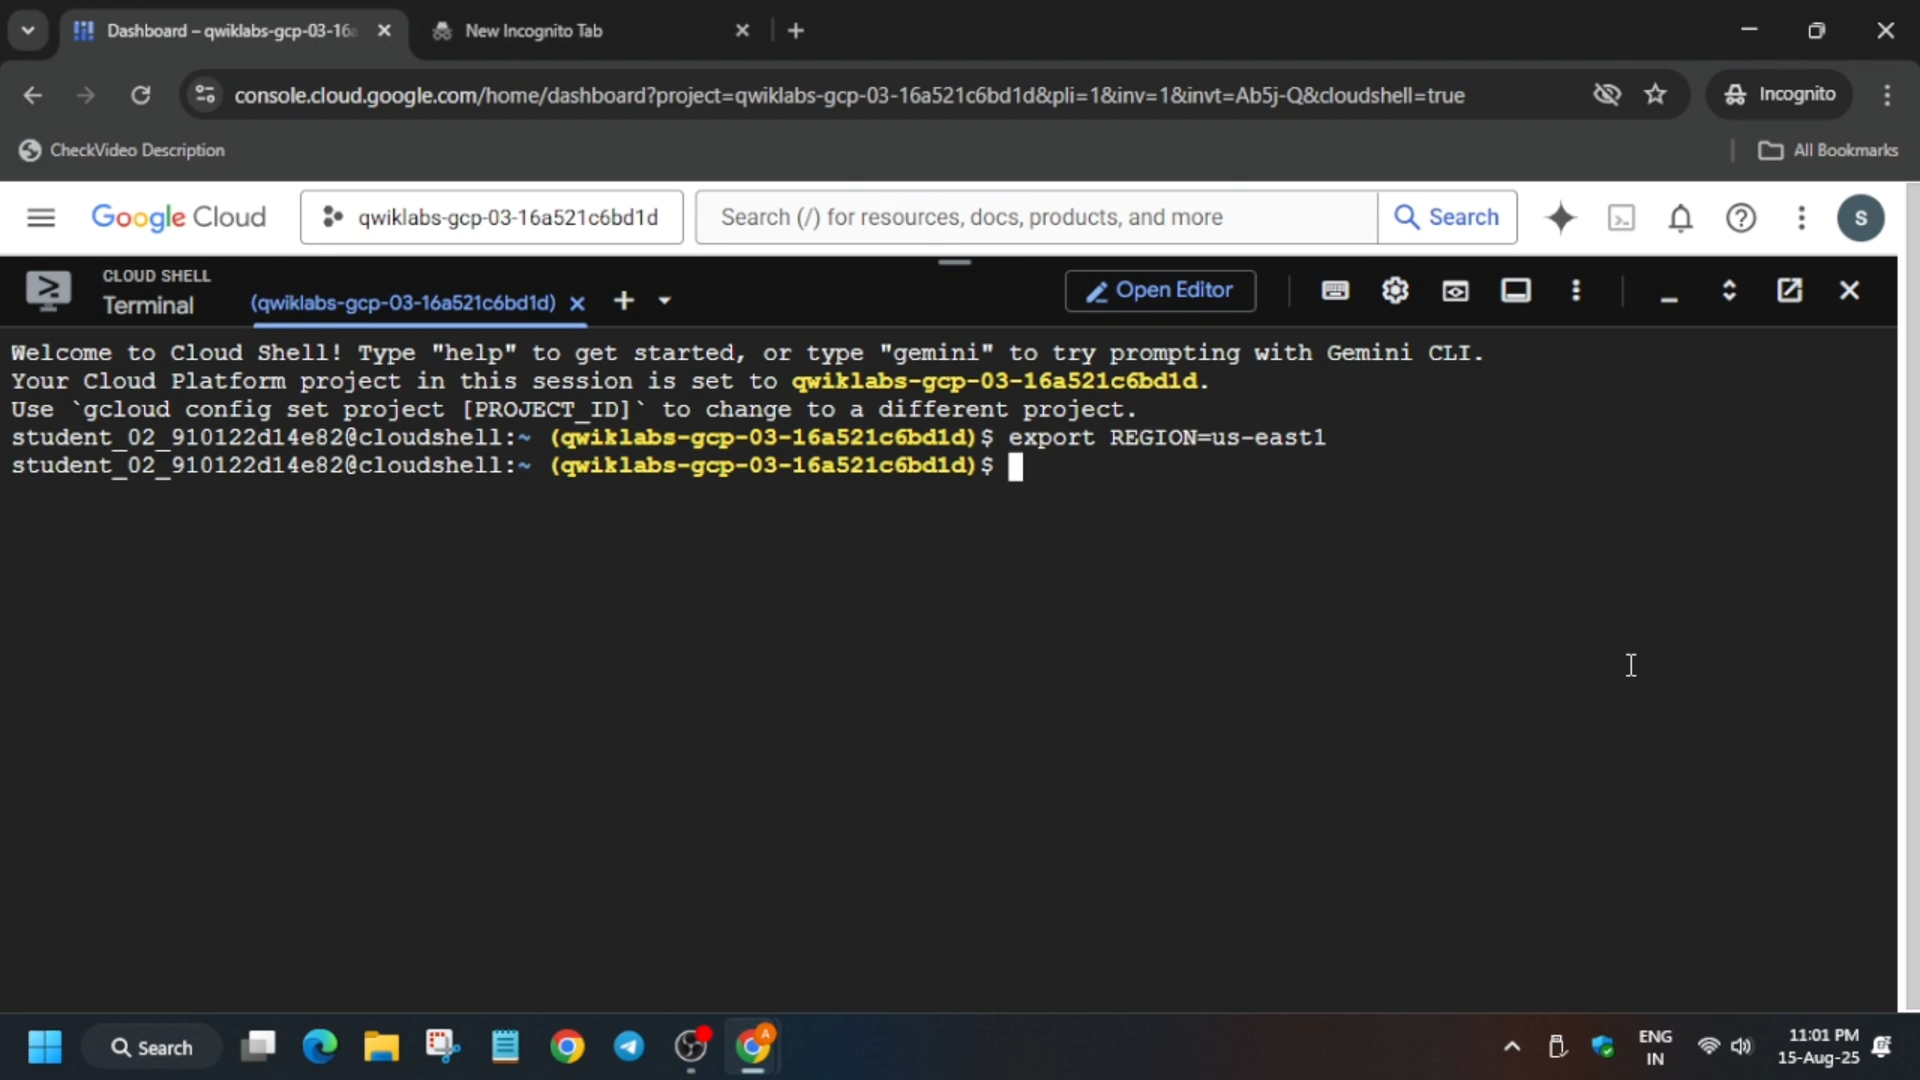 Dashboard – qwiklabs-gcp-03-16a
New Incognito Tab
console.cloud.google.com/home/dashboard?project=qwiklabs-gcp-03-16a521c6bd1d&pli=1&inv=1&invt=Ab5j-Q&cloudshell=true
Incognito
CheckVideo Description
All Bookmarks
Google Cloud
qwiklabs-gcp-03-16a521c6bd1d
Search (/) for resources, docs, products, and more
Search
S
CLOUD SHELL
Terminal
(qwiklabs-gcp-03-16a521c6bd1d)
Open Editor
Welcome to Cloud Shell! Type "help" to get started, or type "gemini" to try prompting with Gemini CLI.
Your Cloud Platform project in this session is set to qwiklabs-gcp-03-16a521c6bd1d.
Use `gcloud config set project [PROJECT_ID]` to change to a different project.
student_02_910122d14e82@cloudshell:~ (qwiklabs-gcp-03-16a521c6bd1d)$ export REGION=us-east1
student_02_910122d14e82@cloudshell:~ (qwiklabs-gcp-03-16a521c6bd1d)$
Search
A
ENG
IN
11:01 PM
15-Aug-25